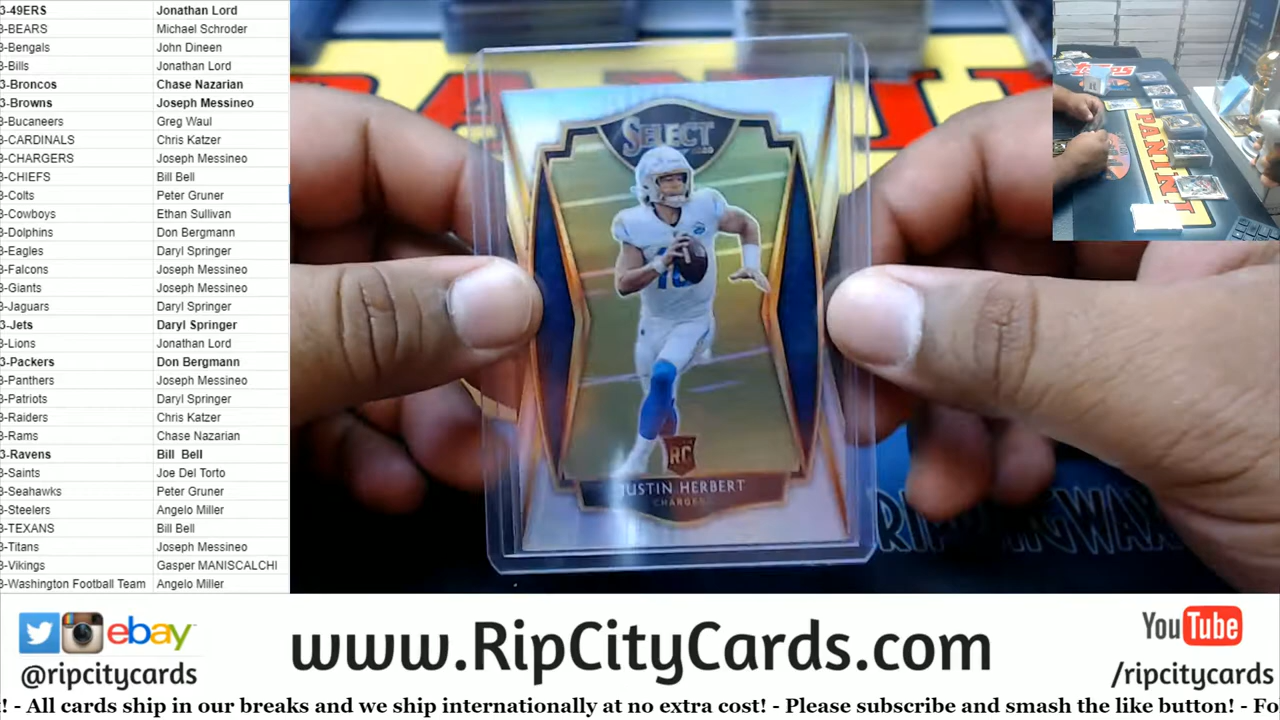 3-49ERS Jonathan Lord
3-BEARS Michael Schroder
3-Bengals John Dineen
3-Bills Jonathan Lord
3-Broncos Chase Nazarian
3-Browns Joseph Messineo
3-Bucaneers Greg Waul
3-CARDINALS Chris Katzer
3-CHARGERS Joseph Messineo
3-CHIEFS Bill Bell
3-Colts Peter Gruner
3-Cowboys Ethan Sullivan
3-Dolphins Don Bergmann
3-Eagles Daryl Springer
3-Falcons Joseph Messineo
3-Giants Joseph Messineo
3-Jaguars Daryl Springer
3-Jets Daryl Springer
3-Lions Jonathan Lord
3-Packers Don Bergmann
3-Panthers Joseph Messineo
3-Patriots Daryl Springer
3-Raiders Chris Katzer
3-Rams Chase Nazarian
3-Ravens Bill Bell
3-Saints Joe Del Torto
3-Seahawks Peter Gruner
3-Steelers Angelo Miller
3-TEXANS Bill Bell
3-Titans Joseph Messineo
3-Vikings Gasper MANISCALCHI
3-Washington Football Team Angelo Miller
SELECT
10
RC
JUSTIN HERBERT
CHARGERS
Topps
PANINI
ebay
@ripcitycards
www.RipCityCards.com
YouTube
/ripcitycards
! - All cards ship in our breaks and we ship internationally at no extra cost! - Please subscribe and smash the like button! - Fo